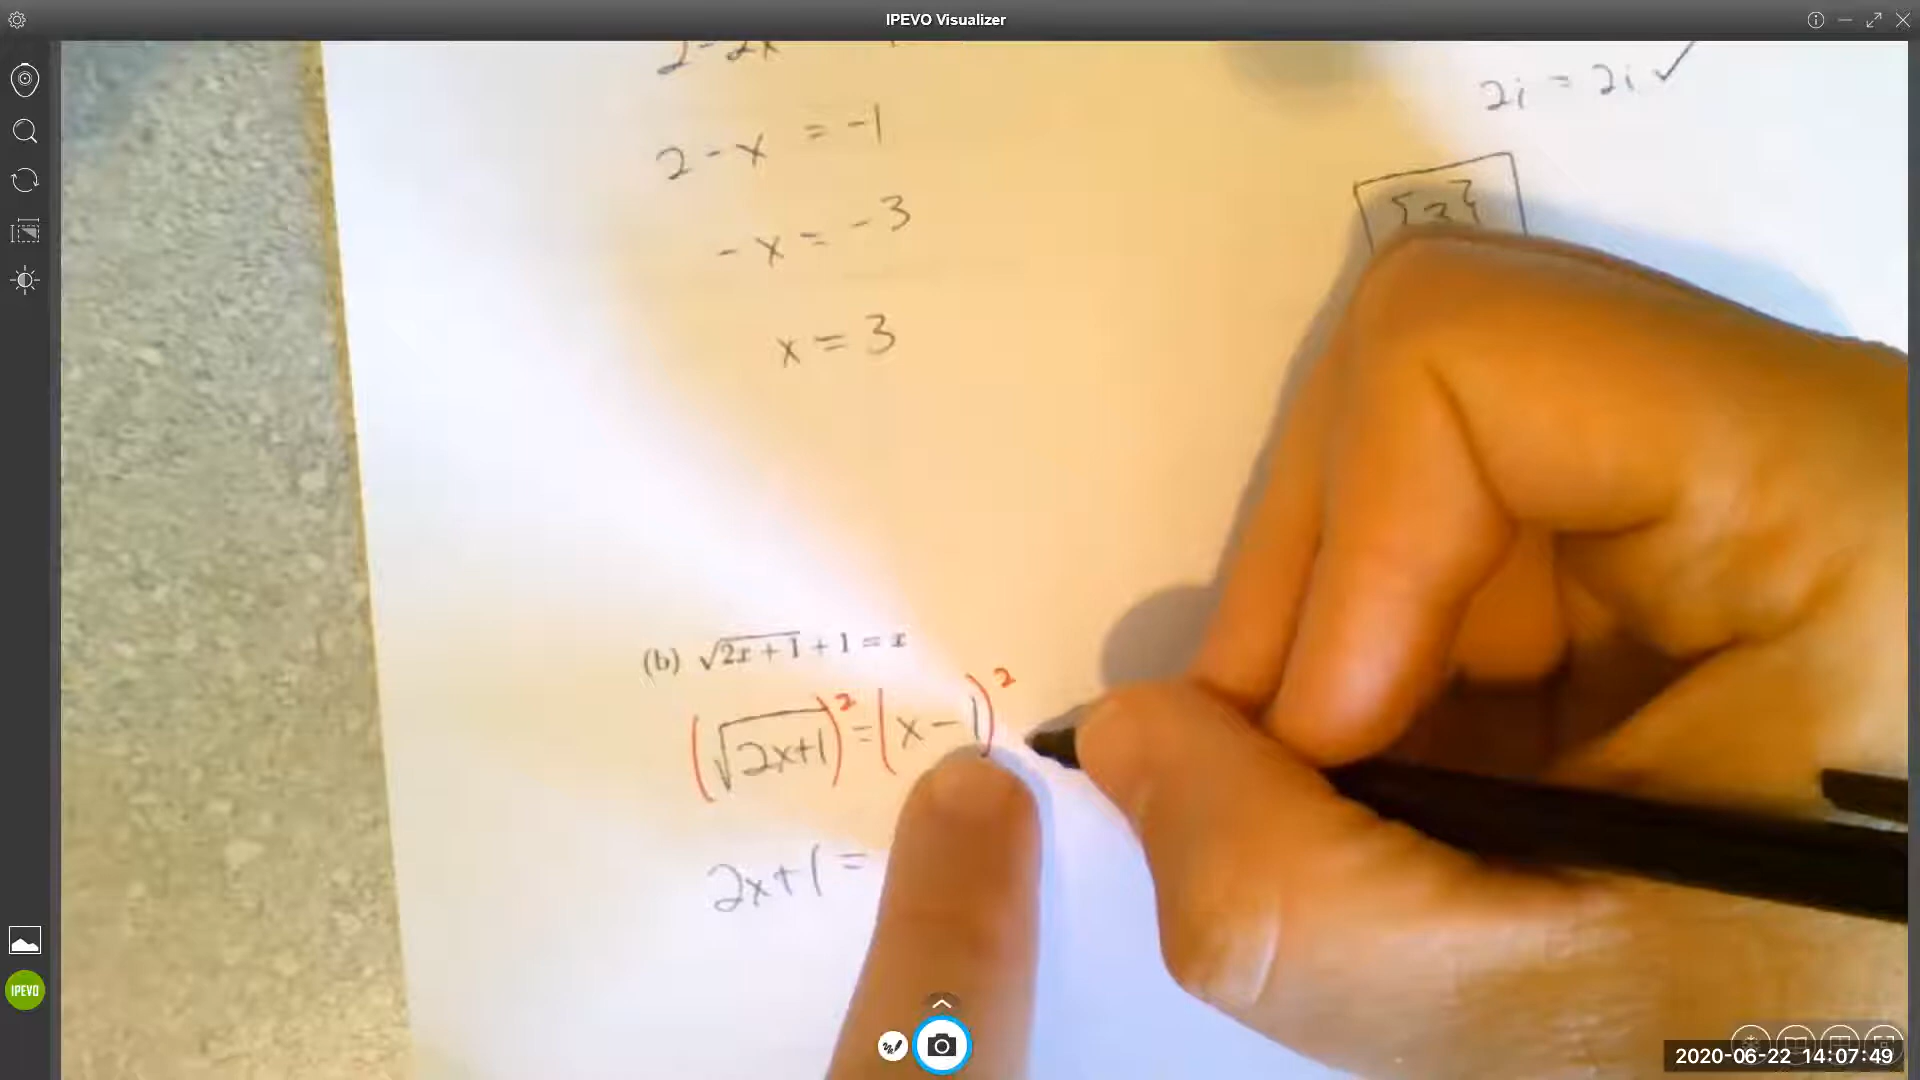 IPEVO Visualizer
2 - x = -1
- x = -3
x = 3
2i = 2i ✓
{3}
(b) √2x + 1 + 1 = x
(√2x+1)² = (x - 1)²
2x+1 =
IPEVO
2020-06-22 14:07:49